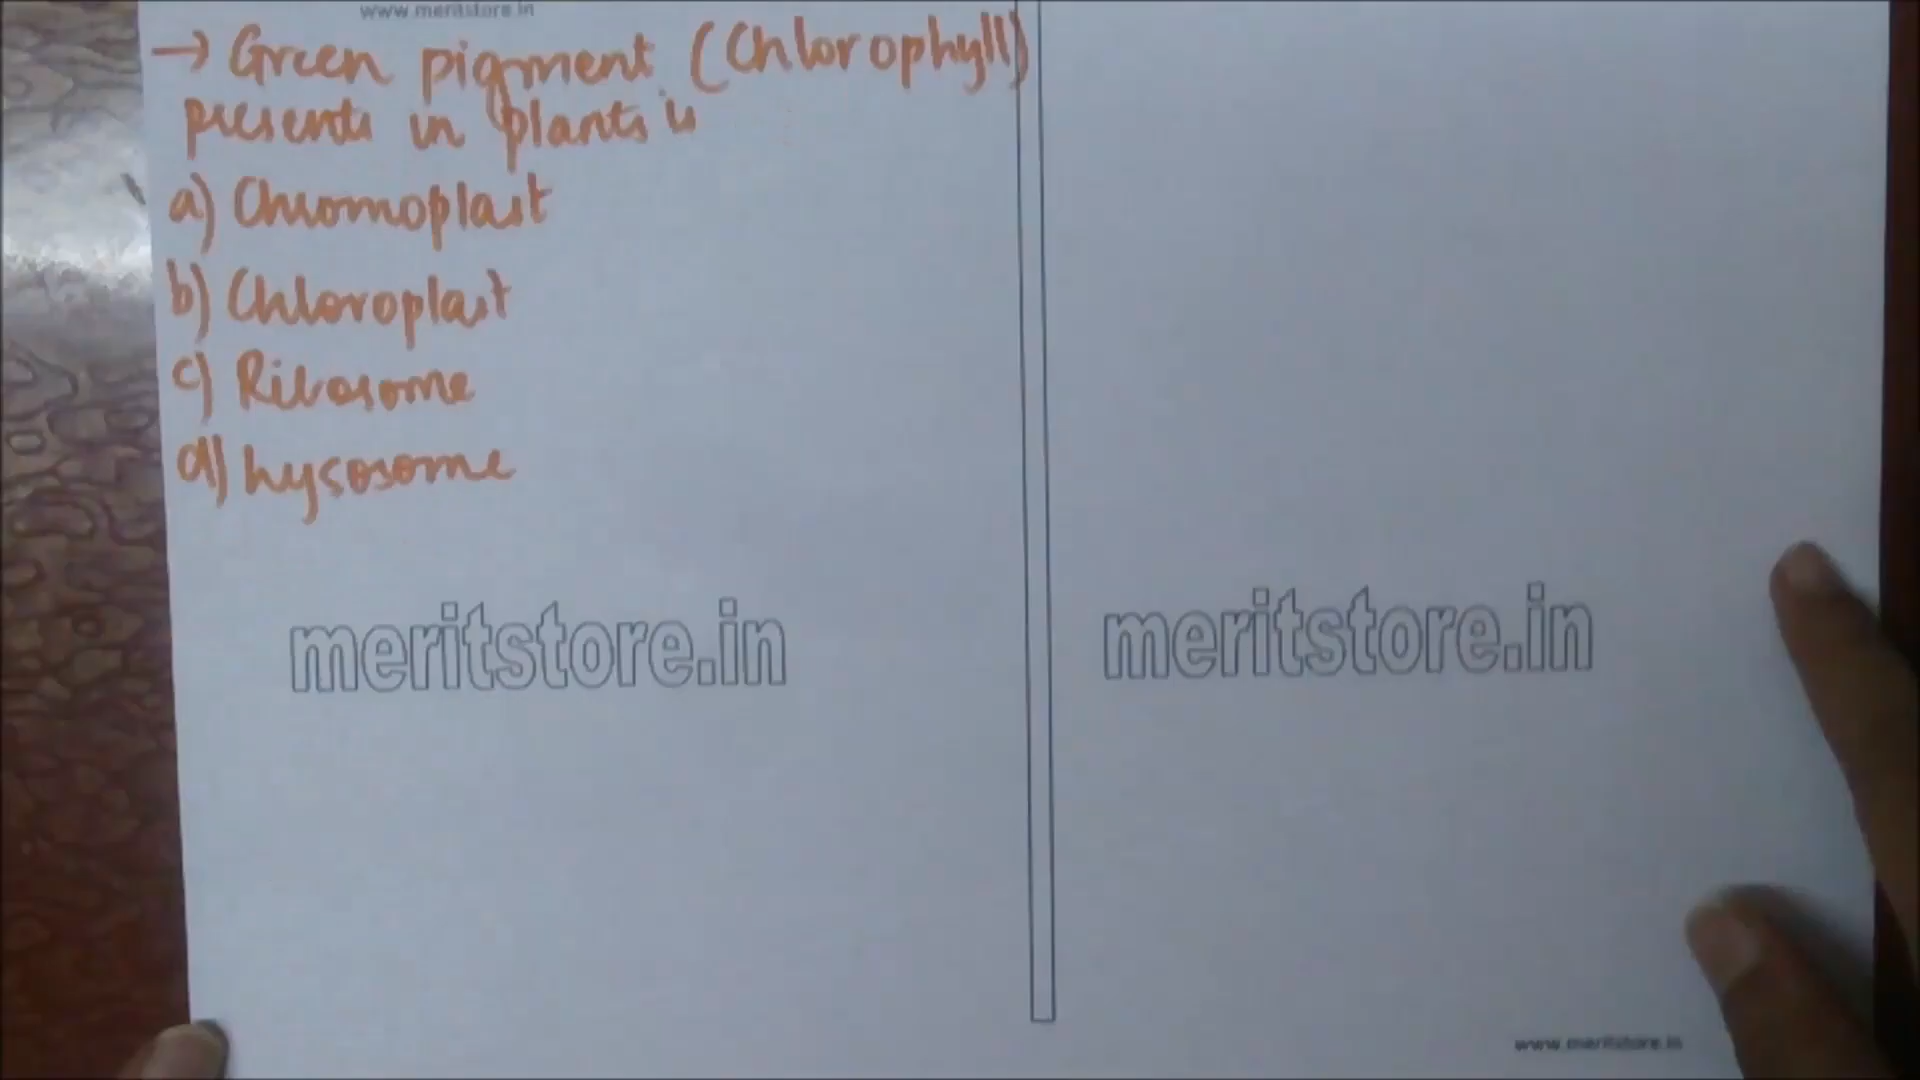 www.meritstore.in
→ Green pigment (Chlorophyll)
presents in plants is
a) Chromoplast
b) Chloroplast
c) Ribosome
d) Lysosome
meritstore.in
meritstore.in
www.meritstore.in